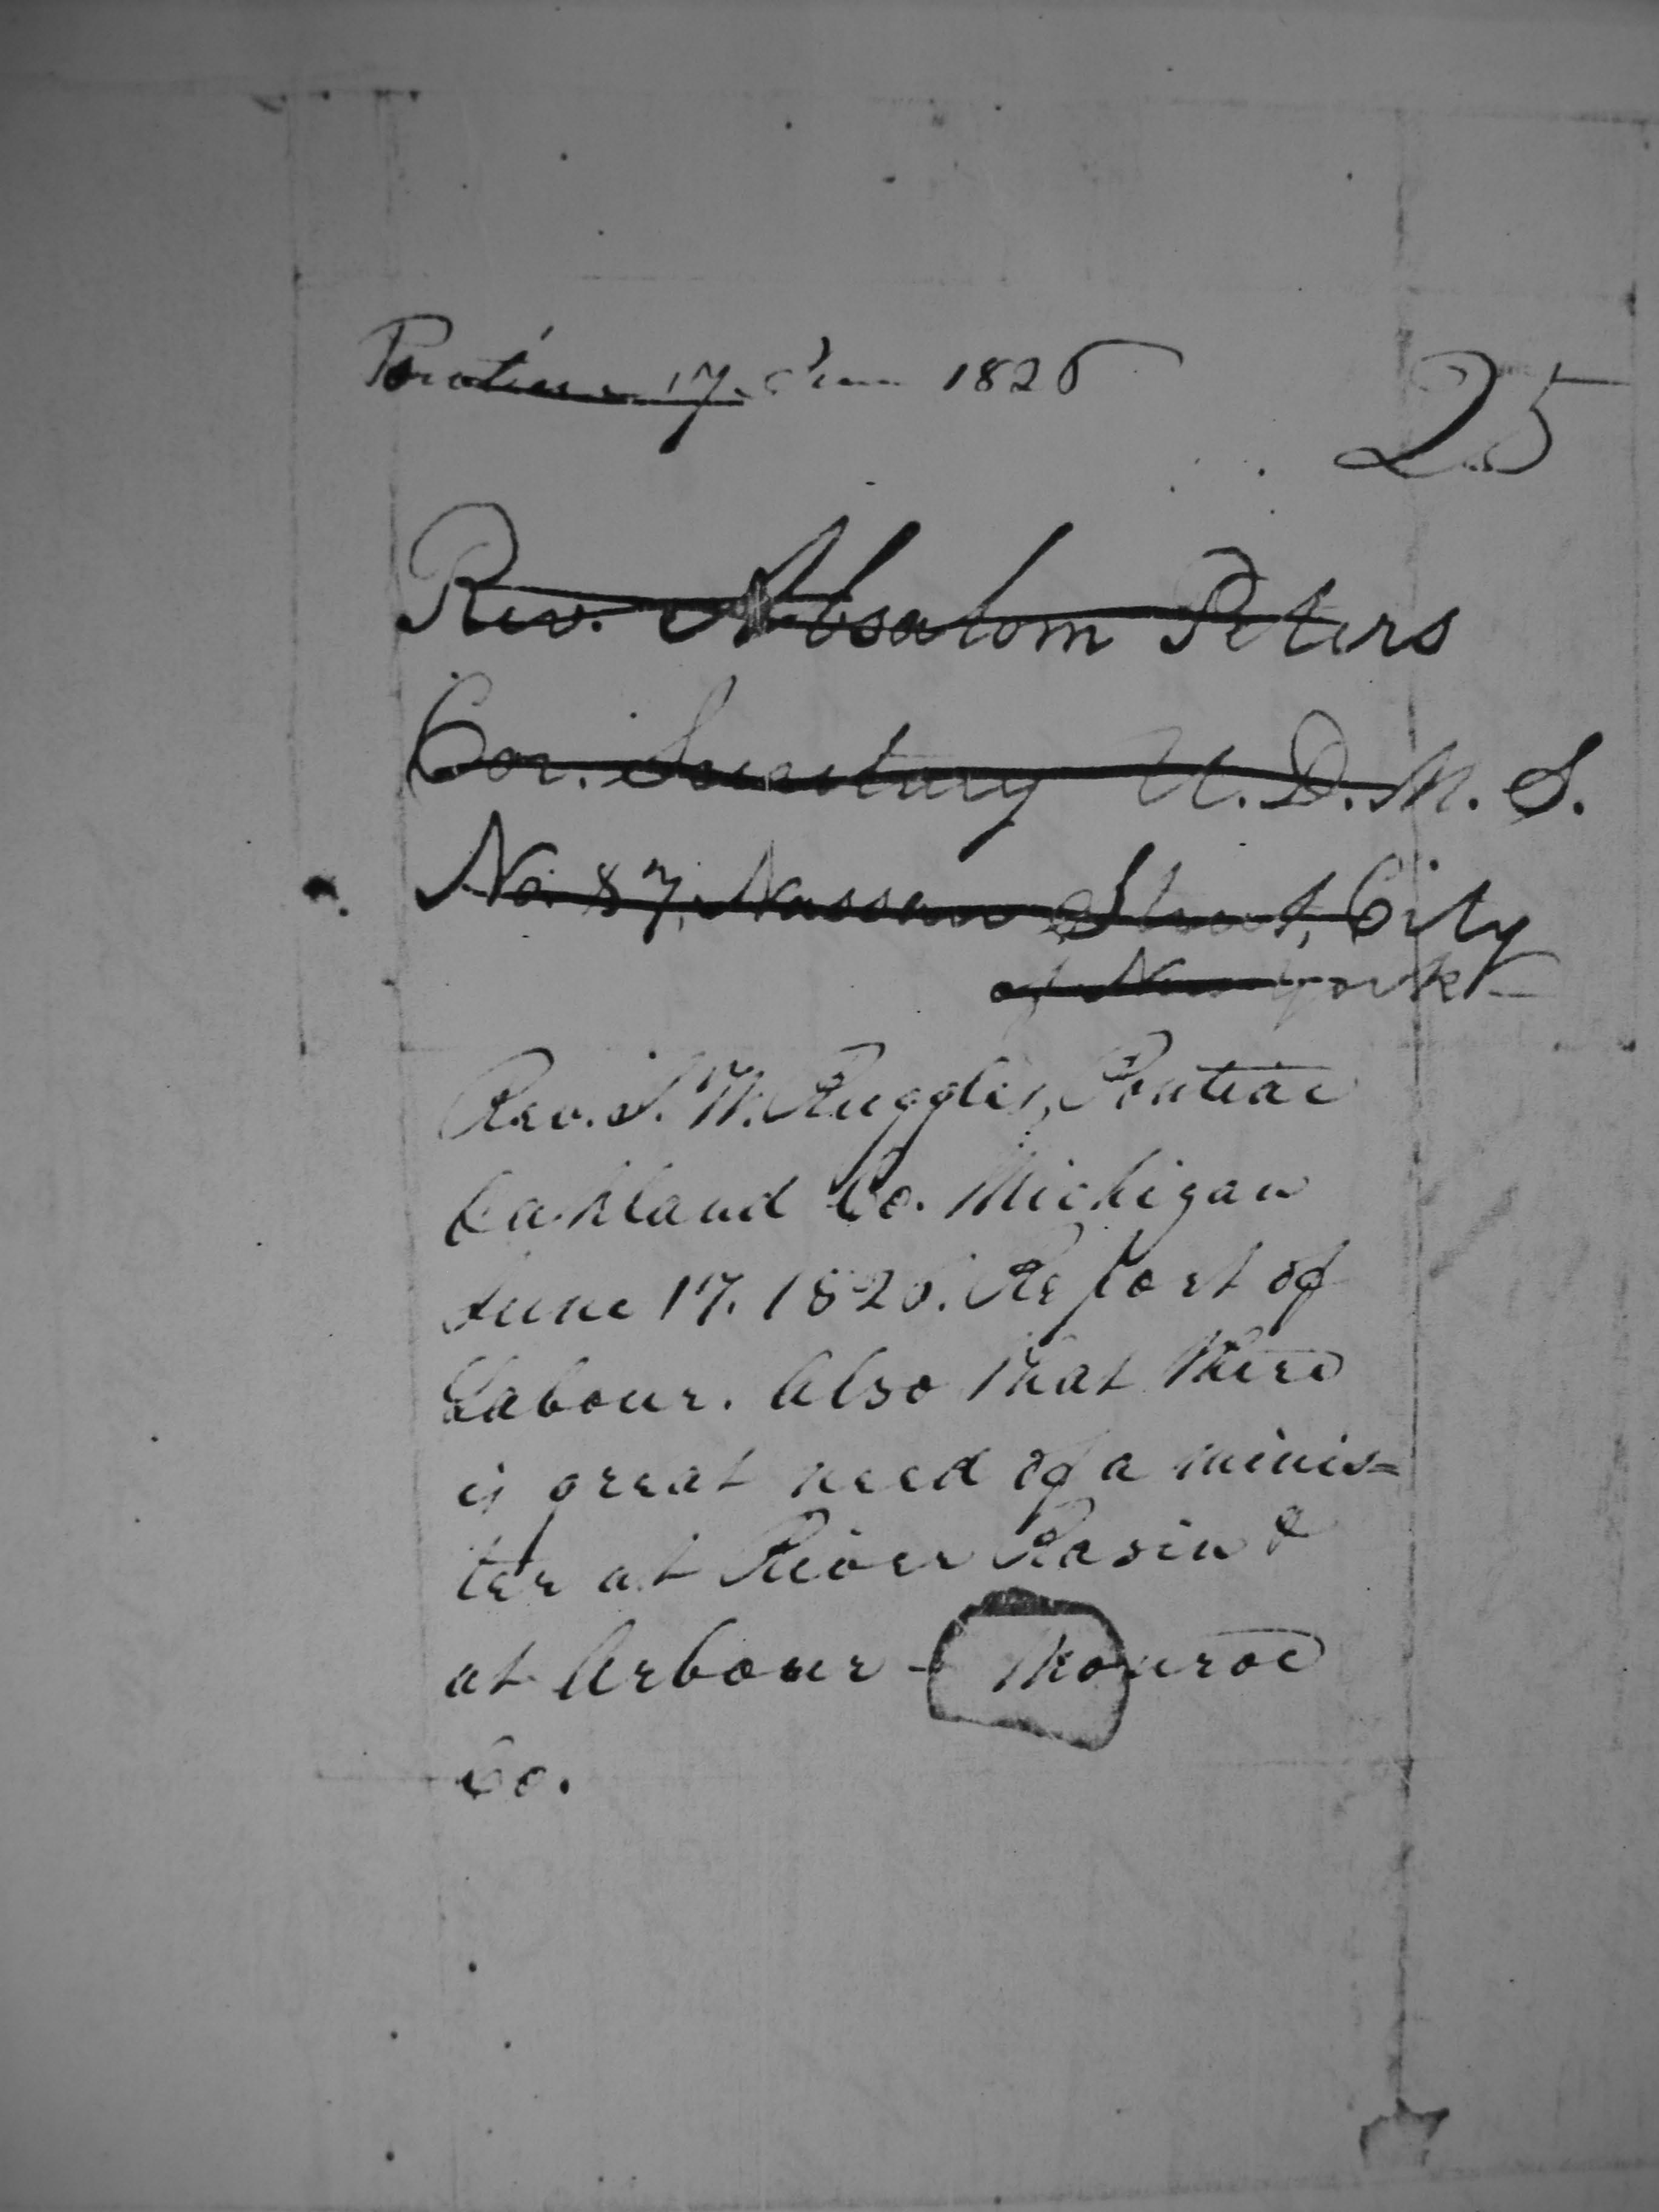 Pontiac 17. June 1826
25
Rev. Absalom Peters
Cor. Secretary U. D. M. S.
No. 87, Nassau Street, City
of New York
Rev. I. W. Ruggles, Pontiac
Oakland Co. Michigan
June 17. 1826. Report of
Labour. Also that there
is great need of a minis=
ter at River Rasin &
at Arbour - Monroe
Co.